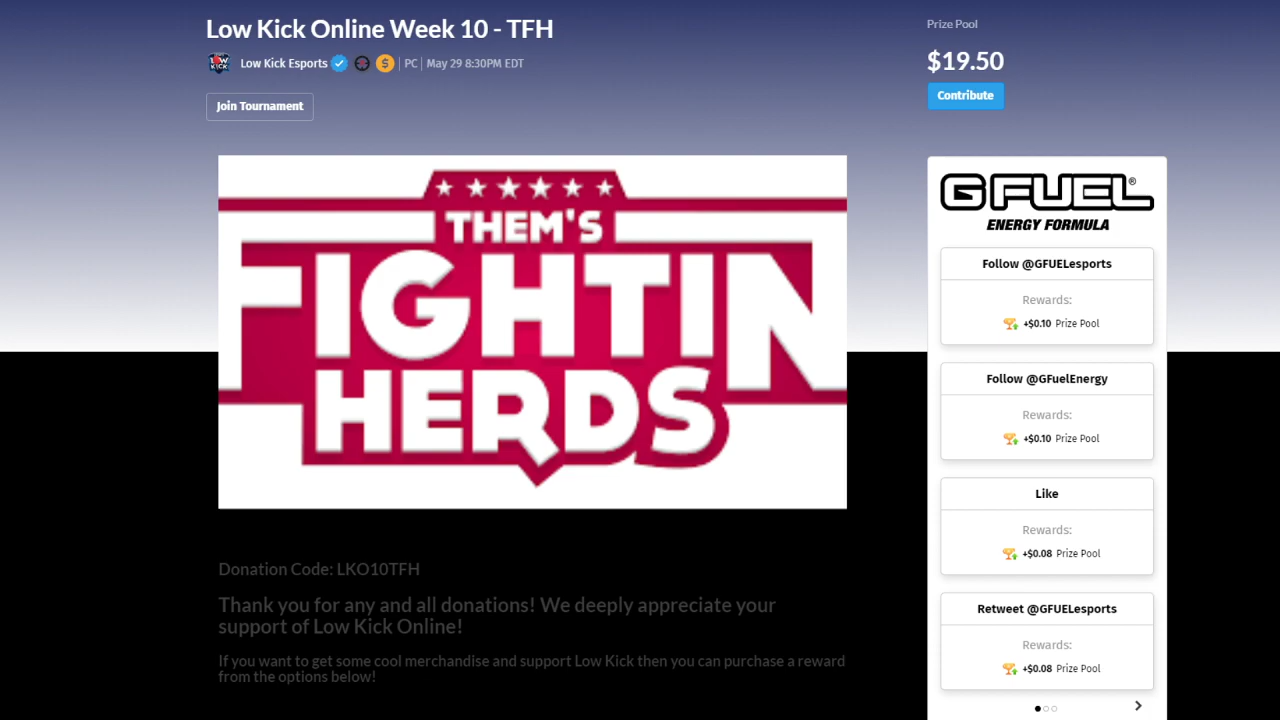 Low Kick Online Week 10 - TFH
LOW KICK
Low Kick Esports $ | PC | May 29 8:30PM EDT
Join Tournament
Prize Pool
$19.50
Contribute
THEM'S
FIGHTIN
HERDS
Donation Code: LKO10TFH
Thank you for any and all donations! We deeply appreciate your
support of Low Kick Online!
If you want to get some cool merchandise and support Low Kick then you can purchase a reward
from the options below!
G FUEL®
ENERGY FORMULA
Follow @GFUELesports
Rewards:
+$0.10 Prize Pool
Follow @GFuelEnergy
Rewards:
+$0.10 Prize Pool
Like
Rewards:
+$0.08 Prize Pool
Retweet @GFUELesports
Rewards:
+$0.08 Prize Pool